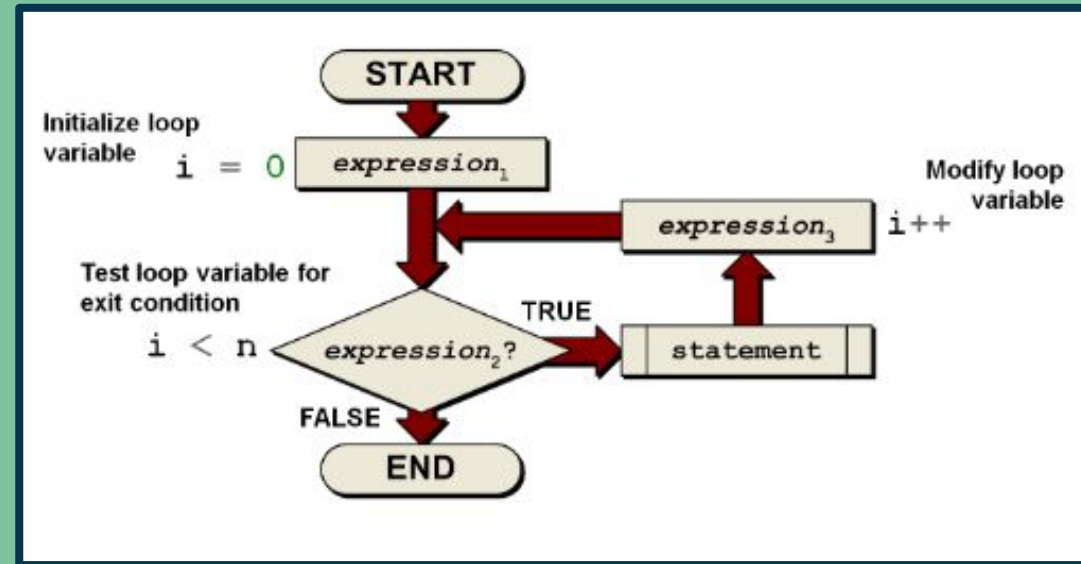 START
Initialize loop
variable
i = 0
expression₁
Modify loop
variable
expression₃
i++
Test loop variable for
exit condition
i < n
expression₂?
TRUE
statement
FALSE
END